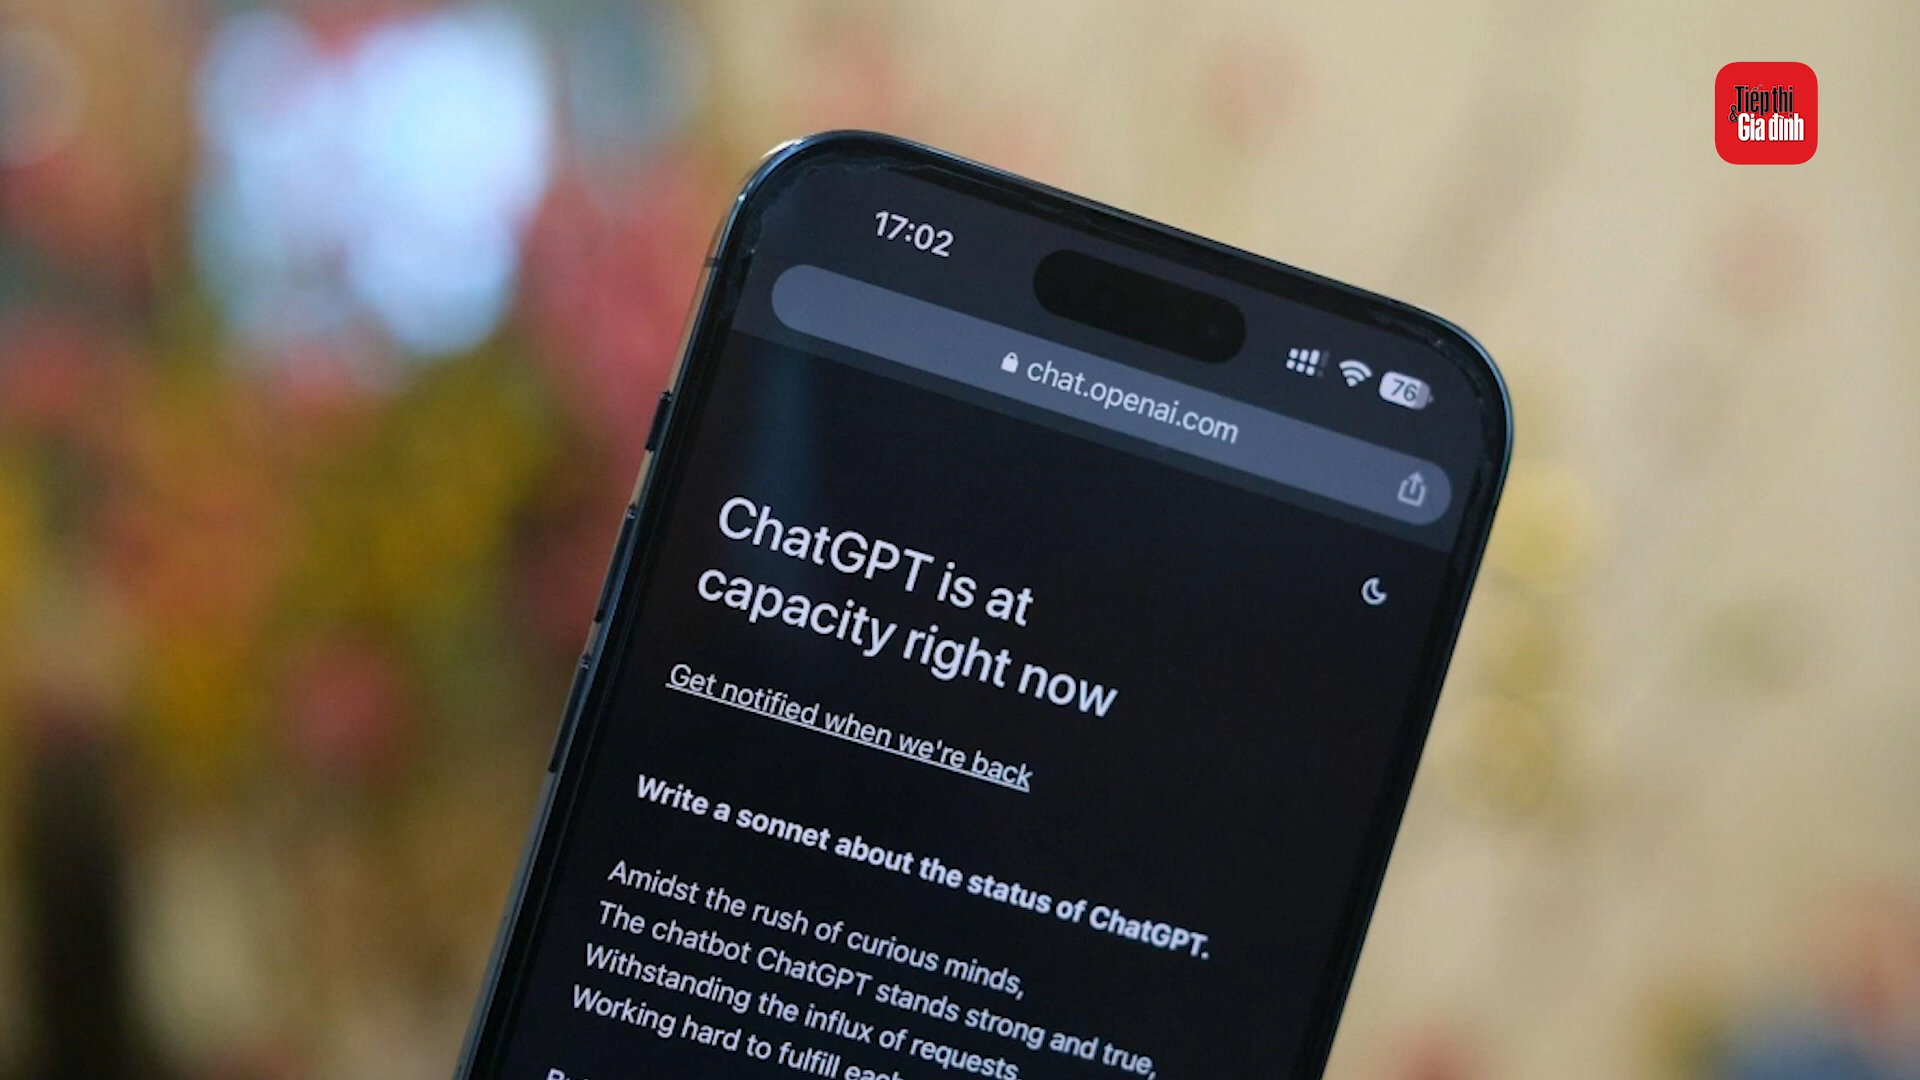 Tiếp thị
& Gia đình
17:02
76
chat.openai.com
ChatGPT is at
capacity right now
Get notified when we're back
Write a sonnet about the status of ChatGPT.
Amidst the rush of curious minds,
The chatbot ChatGPT stands strong and true,
Withstanding the influx of requests
Working hard to fulfill